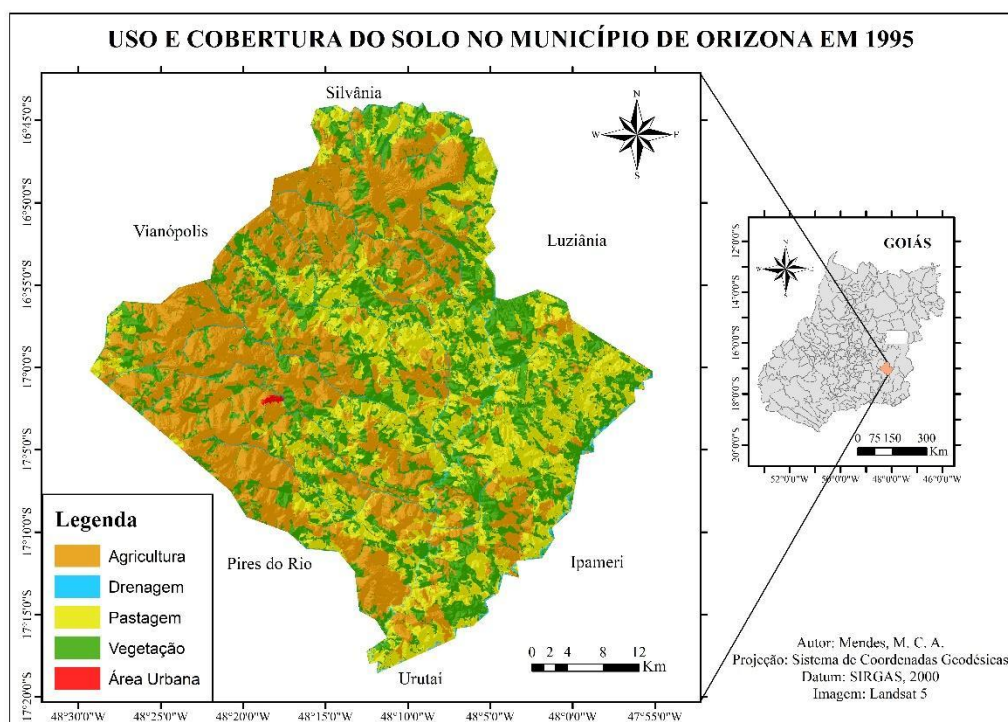 USO E COBERTURA DO SOLO NO MUNICÍPIO DE ORIZONA EM 1995
Silvânia
Vianópolis
Luziânia
Pires do Rio
Ipameri
Urutaí
N
W
E
S
16°45'0"S
16°50'0"S
16°55'0"S
17°0'0"S
17°5'0"S
17°10'0"S
17°15'0"S
17°20'0"S
48°30'0"W
48°25'0"W
48°20'0"W
48°15'0"W
48°10'0"W
48°5'0"W
48°0'0"W
47°55'0"W
Legenda
Agricultura
Drenagem
Pastagem
Vegetação
Área Urbana
0 2 4 8 12
Km
GOIÁS
12°0'0"S
14°0'0"S
16°0'0"S
18°0'0"S
20°0'0"S
0 75 150 300
Km
52°0'0"W
50°0'0"W
48°0'0"W
46°0'0"W
Autor: Mendes, M. C. A.
Projeção: Sistema de Coordenadas Geodésicas
Datum: SIRGAS, 2000
Imagem: Landsat 5